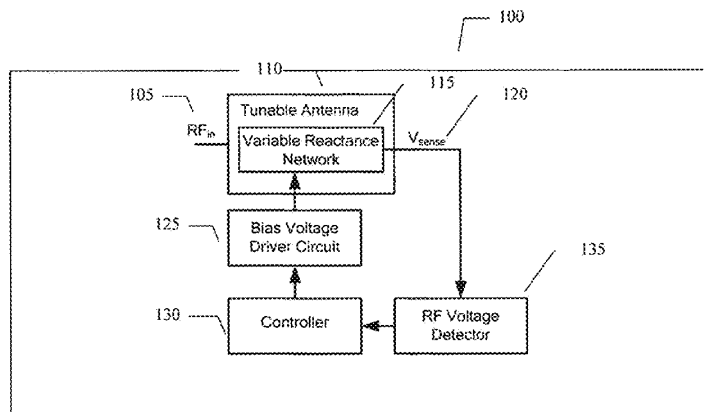 100
110
115
105
120
Tunable Antenna
RFin
Variable Reactance
Network
Vsense
125
Bias Voltage
Driver Circuit
135
130
Controller
RF Voltage
Detector